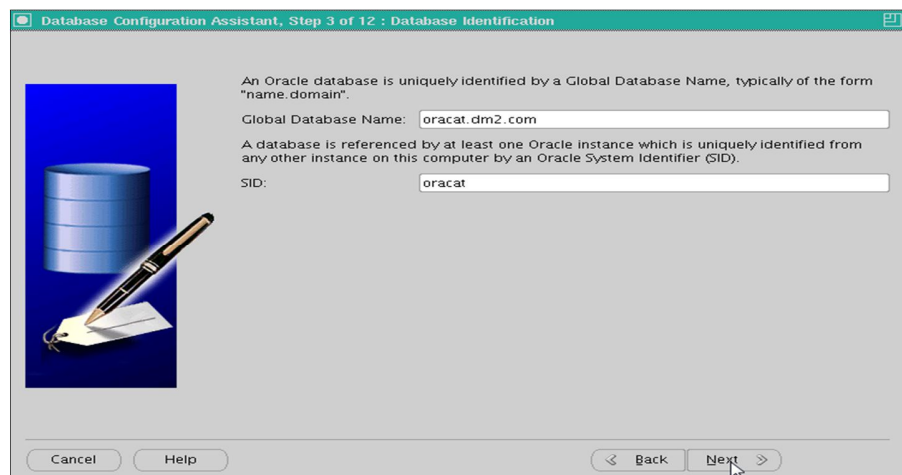 Database Configuration Assistant, Step 3 of 12 : Database Identification
An Oracle database is uniquely identified by a Global Database Name, typically of the form
"name.domain".
Global Database Name: oracat.dm2.com
A database is referenced by at least one Oracle instance which is uniquely identified from
any other instance on this computer by an Oracle System Identifier (SID).
SID: oracat
Cancel Help Back Next